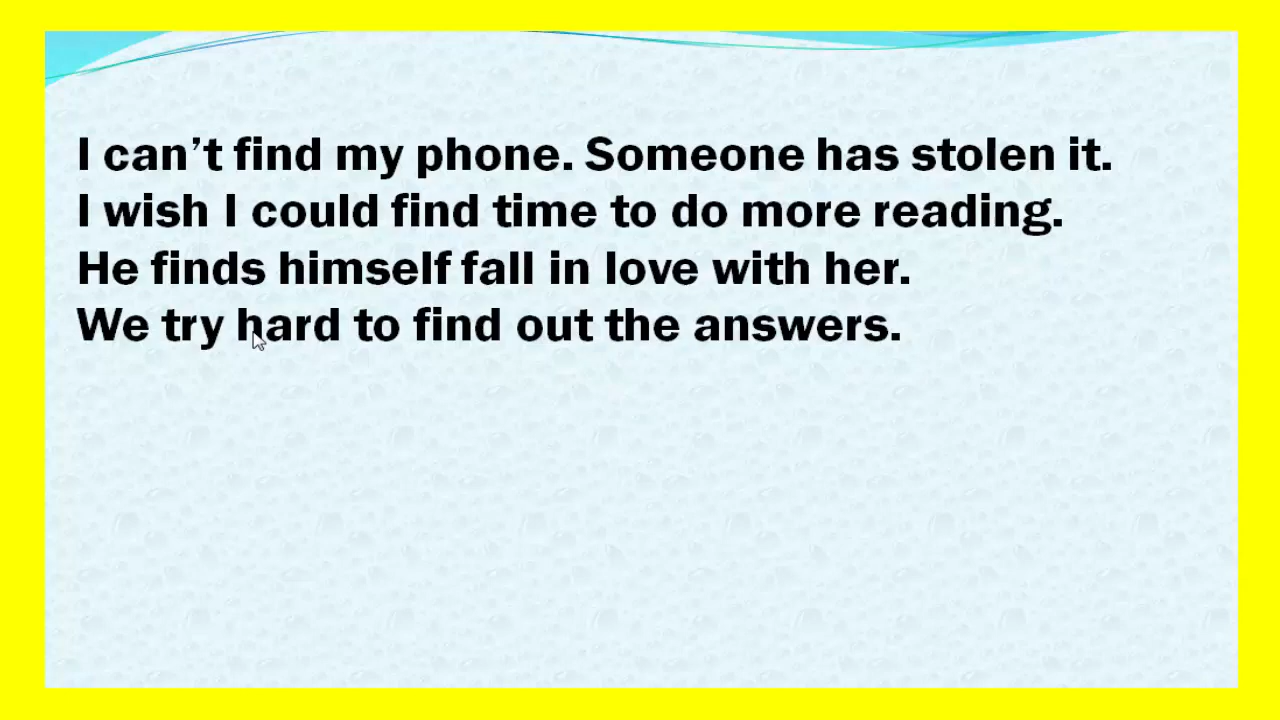 I can’t find my phone. Someone has stolen it.
I wish I could find time to do more reading.
He finds himself fall in love with her.
We try hard to find out the answers.